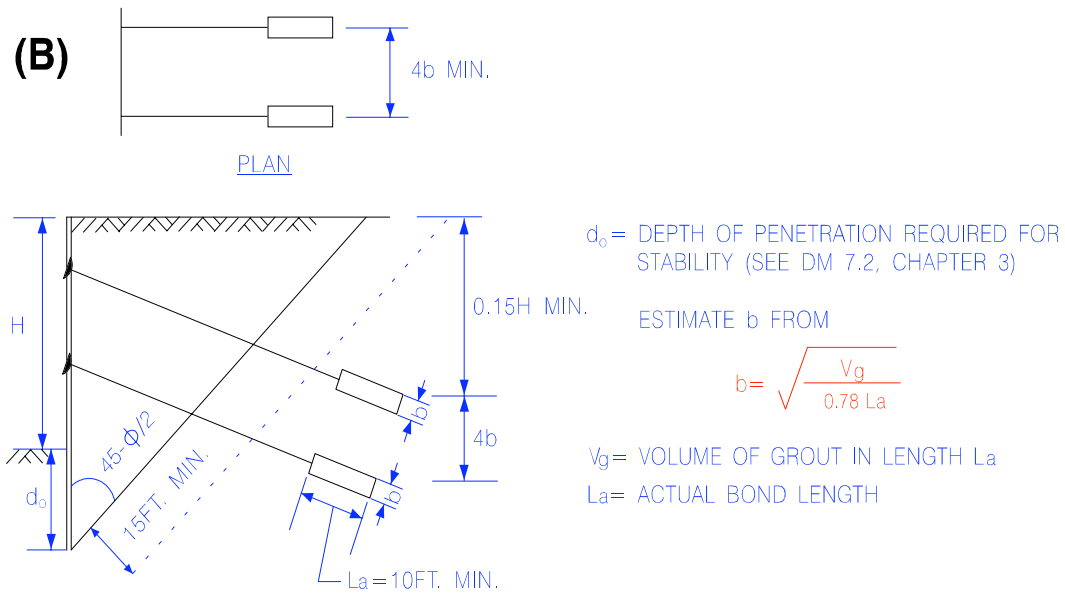 (B)
4b MIN.
PLAN
H
0.15H MIN.
4b
b
b
45-ϕ/2
15FT. MIN.
do
La=10FT. MIN.
do= DEPTH OF PENETRATION REQUIRED FOR
STABILITY (SEE DM 7.2, CHAPTER 3)
ESTIMATE b FROM
b= √(Vg / 0.78 La)
Vg= VOLUME OF GROUT IN LENGTH La
La= ACTUAL BOND LENGTH